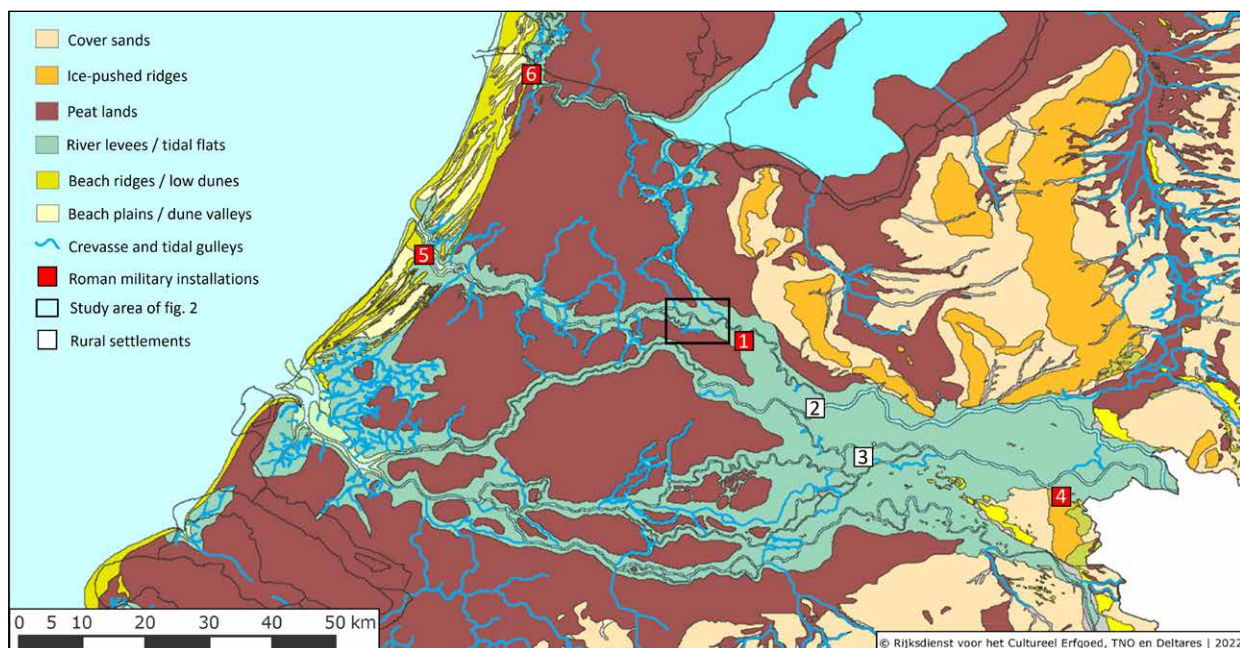 Cover sands
Ice-pushed ridges
Peat lands
River levees / tidal flats
Beach ridges / low dunes
Beach plains / dune valleys
Crevasse and tidal gulleys
Roman military installations
Study area of fig. 2
Rural settlements
6
5
1
2
3
4
0 10 20 30 40 50 km
© Rijksdienst voor het Cultureel Erfgoed, TNO en Deltares | 2022